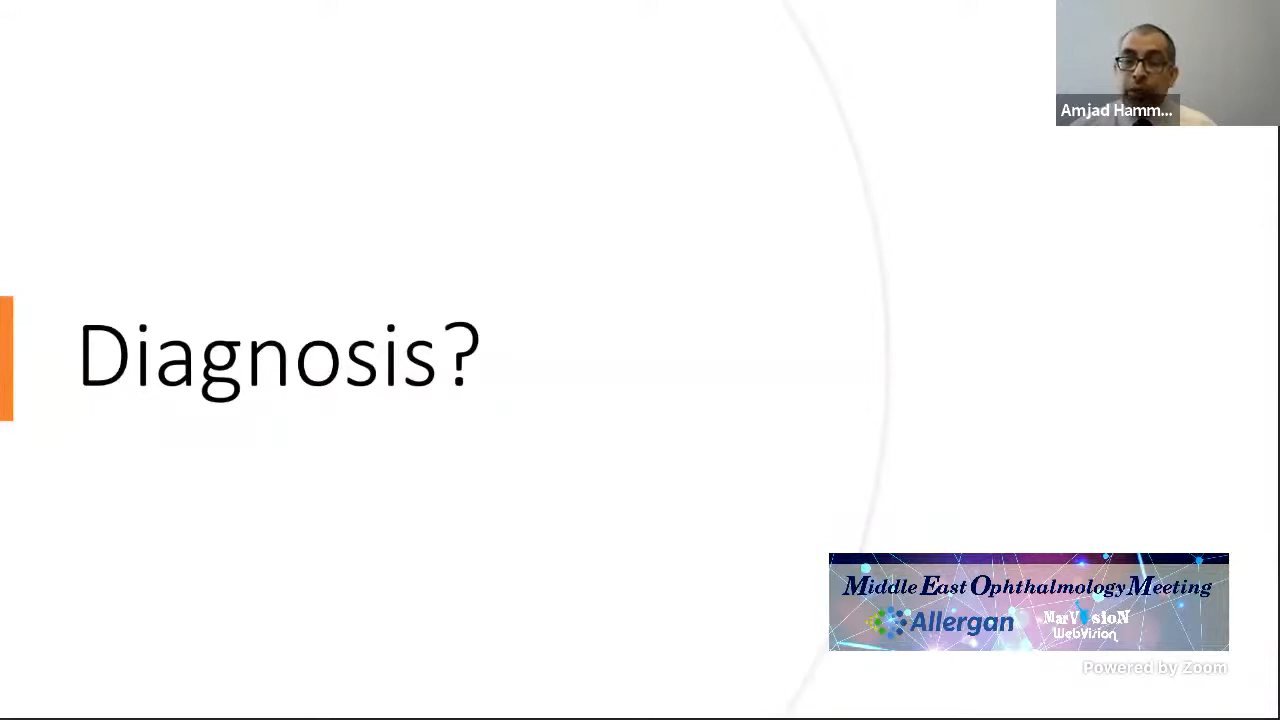 Amjad Hamm...
Diagnosis?
Middle East Ophthalmology Meeting
Allergan
MarVisioN
WebVision
Powered by Zoom